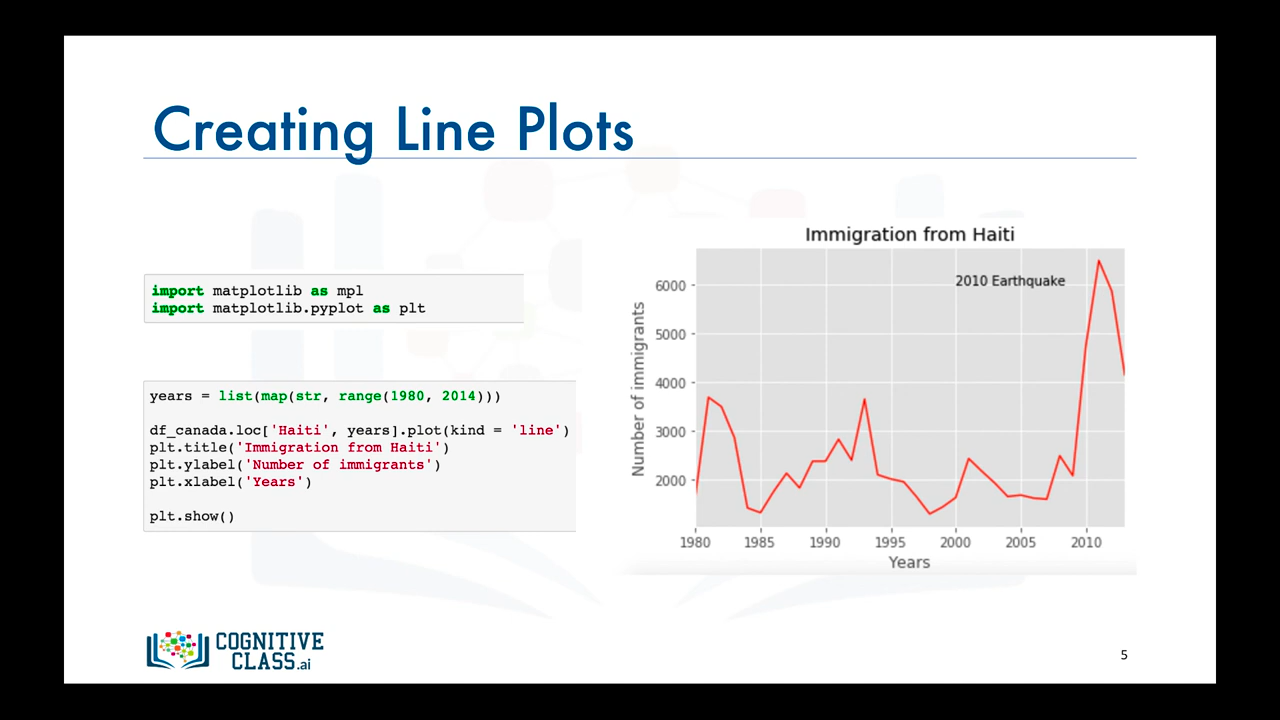 Creating Line Plots
import matplotlib as mpl
import matplotlib.pyplot as plt
years = list(map(str, range(1980, 2014)))
df_canada.loc['Haiti', years].plot(kind = 'line')
plt.title('Immigration from Haiti')
plt.ylabel('Number of immigrants')
plt.xlabel('Years')
plt.show()
Immigration from Haiti
2010 Earthquake
Number of immigrants
6000
5000
4000
3000
2000
1980 1985 1990 1995 2000 2005 2010
Years
COGNITIVE
CLASS.ai
5